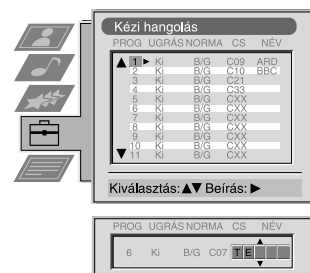 Kézi hangolás
PROG UGRÁS NORMA CS NÉV
1 Ki B/G C09 ARD
2 Ki B/G C10 BBC
3 Ki B/G C21
4 Ki B/G C33
5 Ki B/G CXX
6 Ki B/G CXX
7 Ki B/G CXX
8 Ki B/G CXX
9 Ki B/G CXX
10 Ki B/G CXX
11 Ki B/G CXX
Kiválasztás:▲▼ Beírás: ▶
PROG UGRÁS NORMA CS NÉV
6 Ki B/G C07 T E